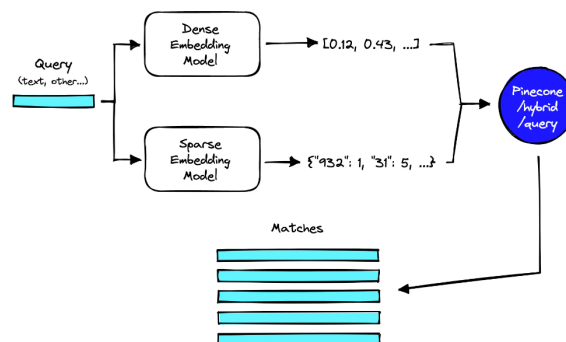 Query
(text, other...)
Dense
Embedding
Model
[0.12, 0.43, ...]
Sparse
Embedding
Model
{"932": 1, "31": 5, ...}
Pinecone
/hybrid
/query
Matches